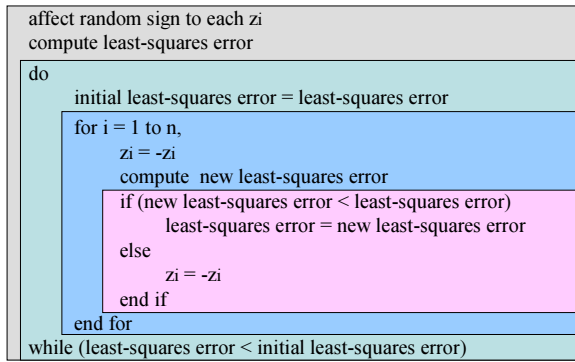 affect random sign to each zi
compute least-squares error
do
initial least-squares error = least-squares error
for i = 1 to n,
zi = -zi
compute new least-squares error
if (new least-squares error < least-squares error)
least-squares error = new least-squares error
else
zi = -zi
end if
end for
while (least-squares error < initial least-squares error)